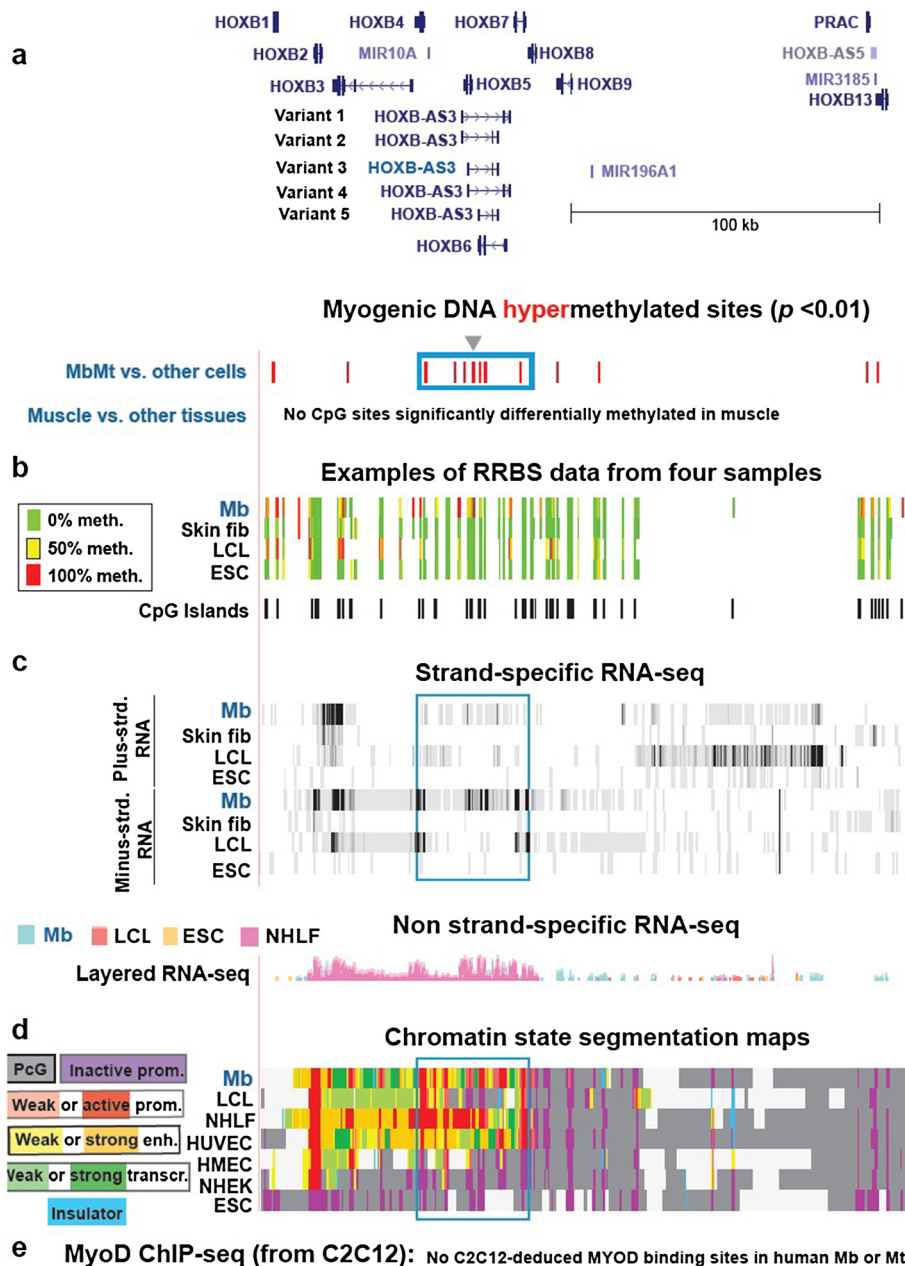 a
HOXB1 HOXB4 HOXB7 PRAC
HOXB2 MIR10A HOXB8 HOXB-AS5
HOXB3 HOXB5 HOXB9 MIR3185
HOXB13
Variant 1 HOXB-AS3
Variant 2 HOXB-AS3
Variant 3 HOXB-AS3 MIR196A1
Variant 4 HOXB-AS3
Variant 5 HOXB-AS3
100 kb
HOXB6
Myogenic DNA hypermethylated sites (p <0.01)
MbMt vs. other cells
Muscle vs. other tissues No CpG sites significantly differentially methylated in muscle
b
Examples of RRBS data from four samples
0% meth.
50% meth.
100% meth.
Mb
Skin fib
LCL
ESC
CpG Islands
c
Strand-specific RNA-seq
Plus-strd. RNA
Mb
Skin fib
LCL
ESC
Minus-strd. RNA
Mb
Skin fib
LCL
ESC
Non strand-specific RNA-seq
Mb LCL ESC NHLF
Layered RNA-seq
d
Chromatin state segmentation maps
PcG Inactive prom.
Weak or active prom.
Weak or strong enh.
Weak or strong transcr.
Insulator
Mb
LCL
NHLF
HUVEC
HMEC
NHEK
ESC
e
MyoD ChIP-seq (from C2C12): No C2C12-deduced MYOD binding sites in human Mb or Mt